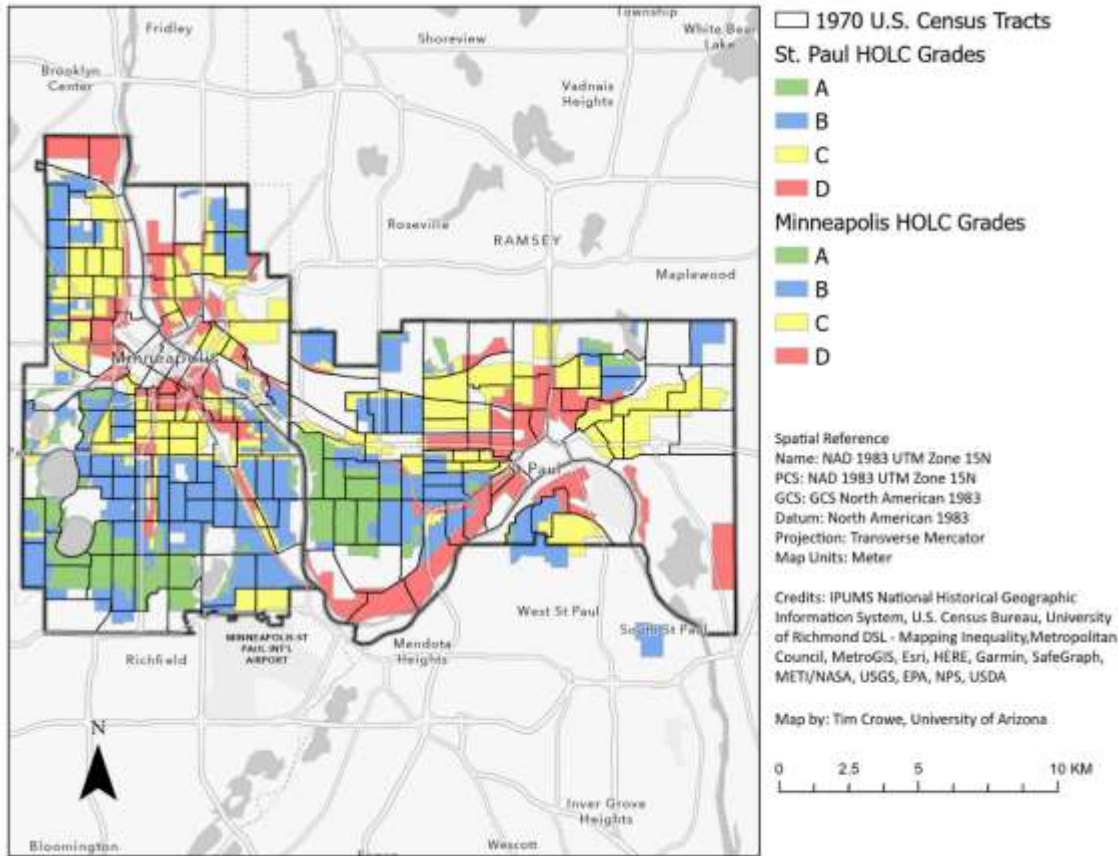 Township
Fridley
Shoreview
White Bear
Lake
Brooklyn
Center
Vadnais
Heights
Roseville
RAMSEY
Maplewood
Minneapolis
St Paul
West St Paul
South St Paul
Mendota
Heights
MINNEAPOLIS-ST
PAUL INT'L
AIRPORT
Richfield
N
Inver Grove
Heights
Bloomington
Wescott
1970 U.S. Census Tracts
St. Paul HOLC Grades
A
B
C
D
Minneapolis HOLC Grades
A
B
C
D
Spatial Reference
Name: NAD 1983 UTM Zone 15N
PCS: NAD 1983 UTM Zone 15N
GCS: GCS North American 1983
Datum: North American 1983
Projection: Transverse Mercator
Map Units: Meter
Credits: IPUMS National Historical Geographic
Information System, U.S. Census Bureau, University
of Richmond DSL - Mapping Inequality,Metropolitan
Council, MetroGIS, Esri, HERE, Garmin, SafeGraph,
METI/NASA, USGS, EPA, NPS, USDA
Map by: Tim Crowe, University of Arizona
0 2.5 5 10 KM